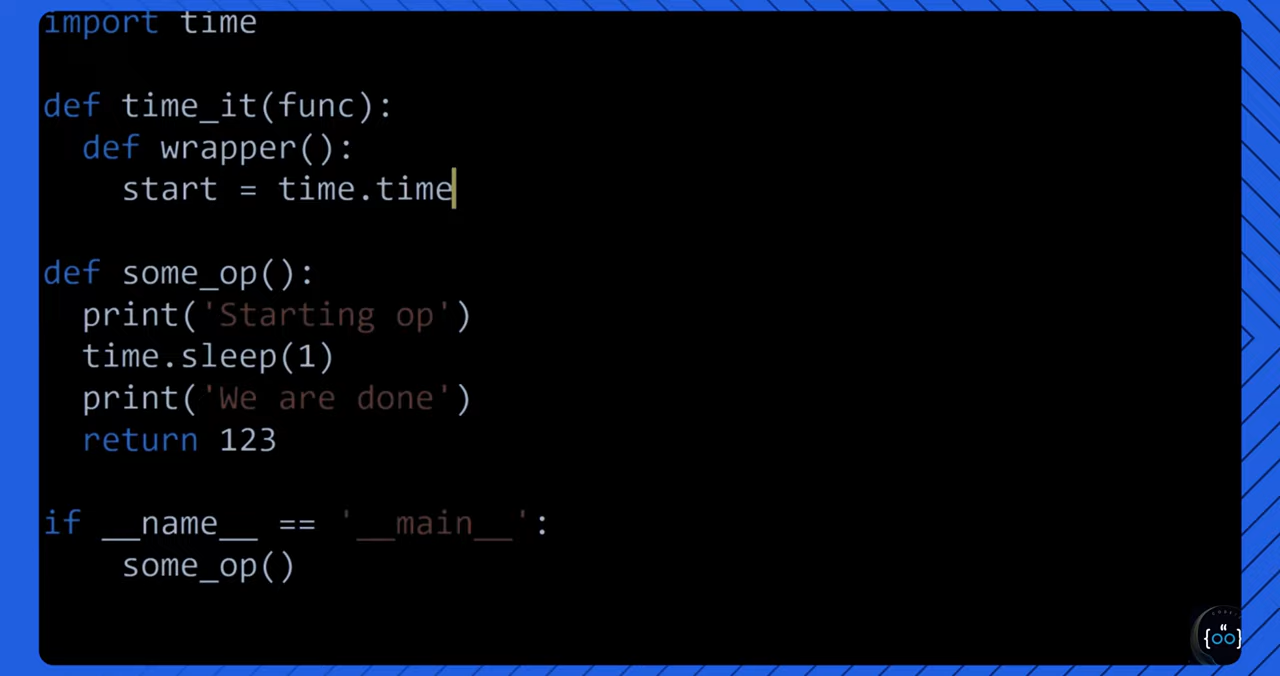 import time
def time_it(func):
def wrapper():
start = time.time
def some_op():
print('Starting op')
time.sleep(1)
print('We are done')
return 123
if __name__ == '__main__':
some_op()
{oo}